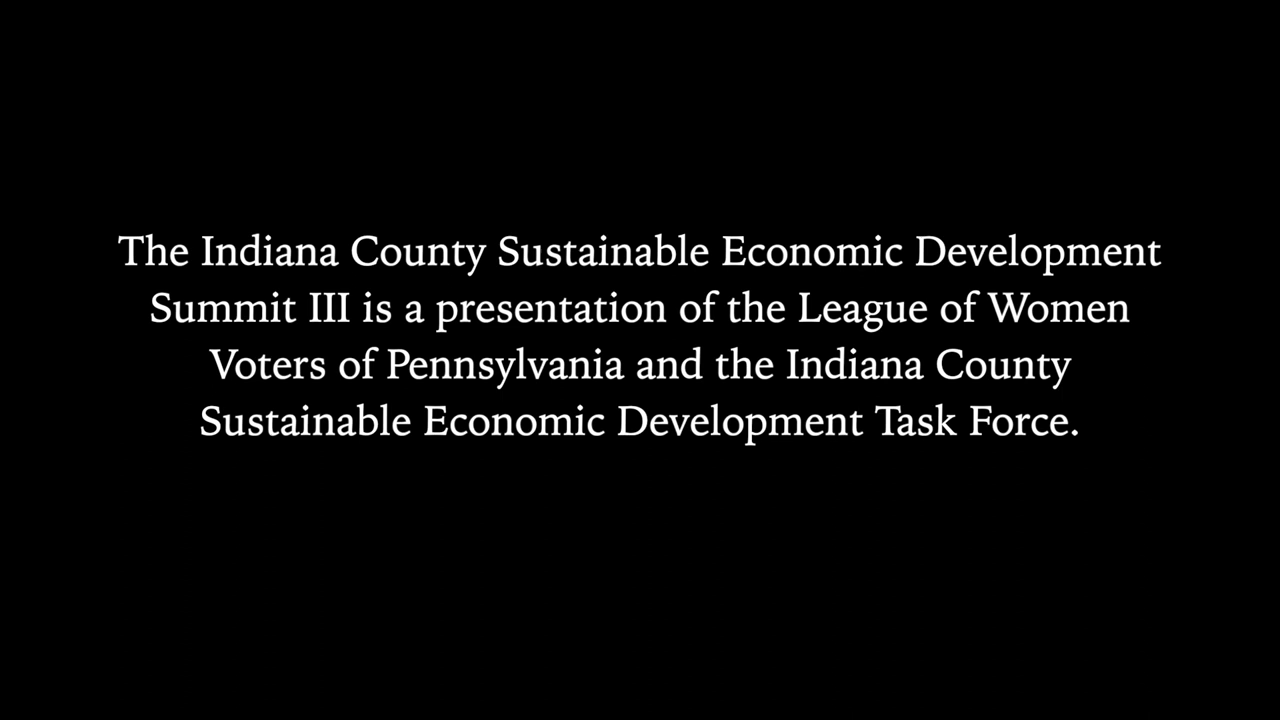 The Indiana County Sustainable Economic Development
Summit III is a presentation of the League of Women
Voters of Pennsylvania and the Indiana County
Sustainable Economic Development Task Force.